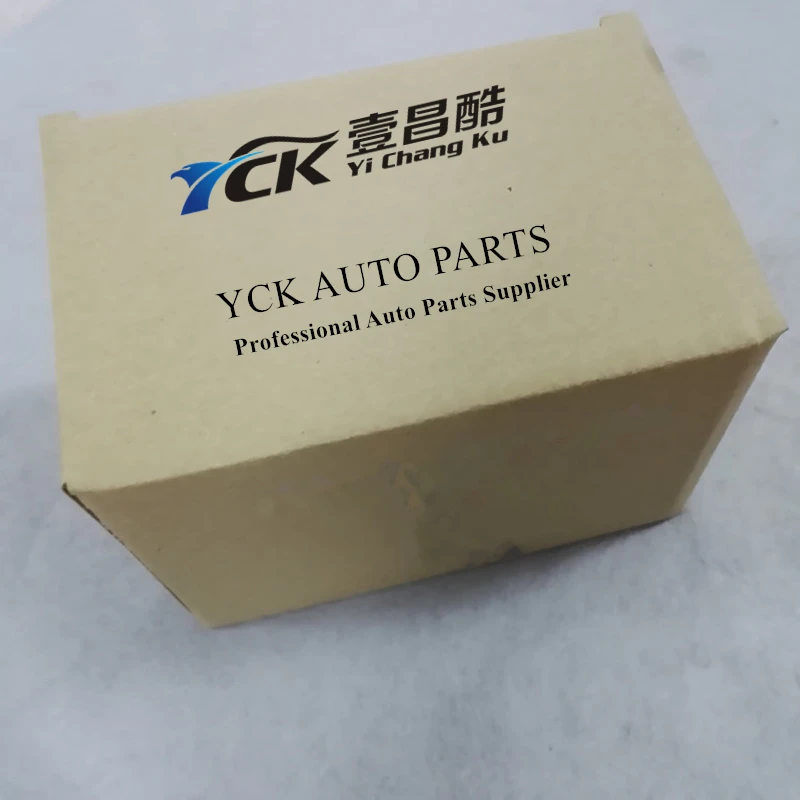 YCK 壹昌酷
Yi Chang Ku
YCK AUTO PARTS
Professional Auto Parts Supplier